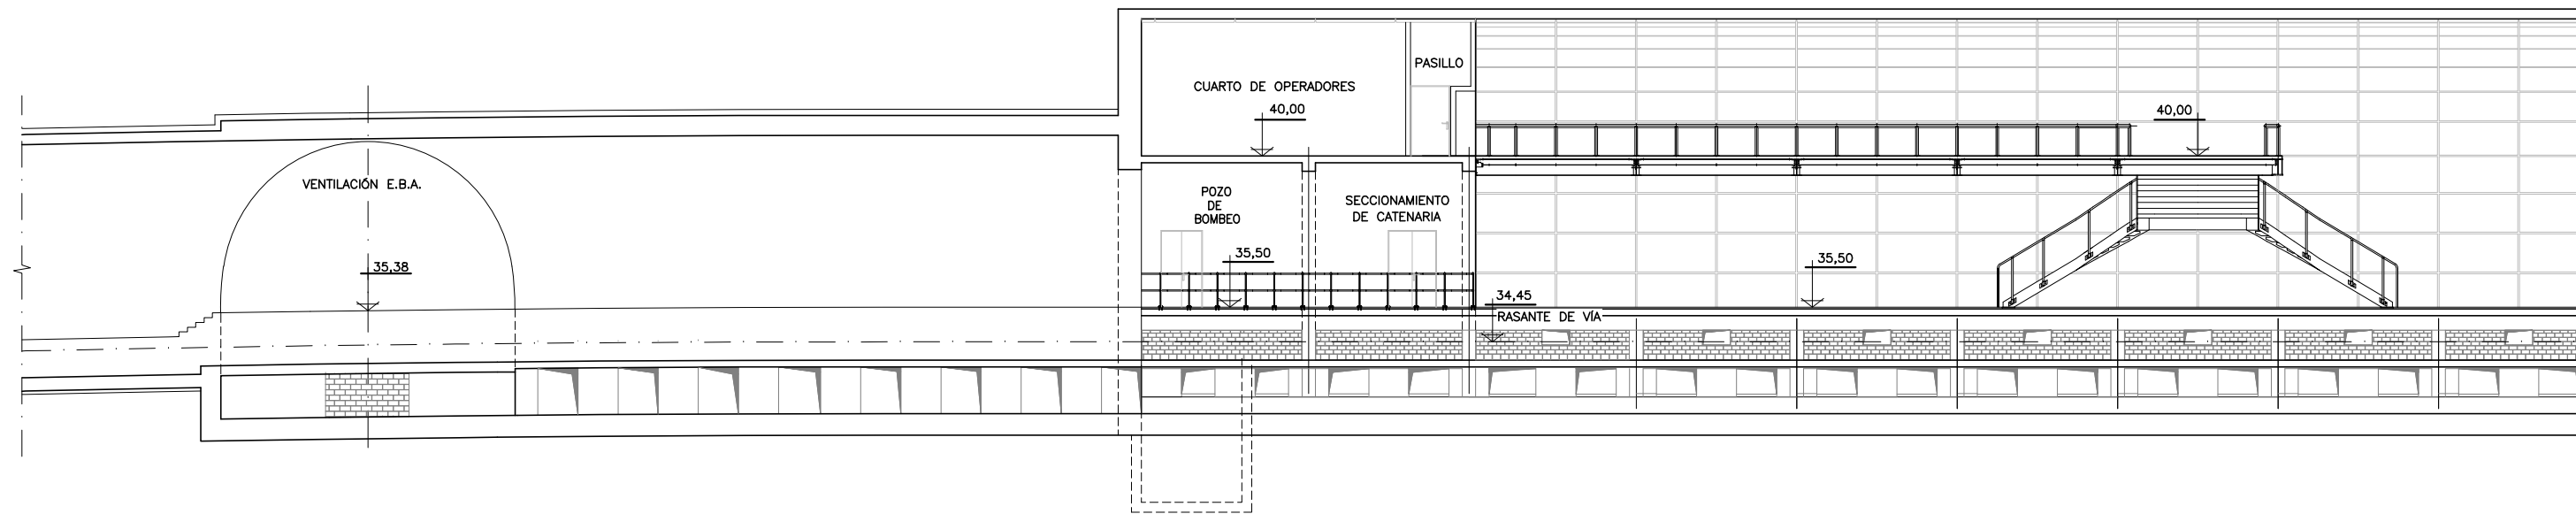 VENTILACIÓN E.B.A.
35,38
CUARTO DE OPERADORES
40,00
PASILLO
POZO
DE
BOMBEO
SECCIONAMIENTO
DE CATENARIA
35,50
34,45
RASANTE DE VÍA
40,00
35,50